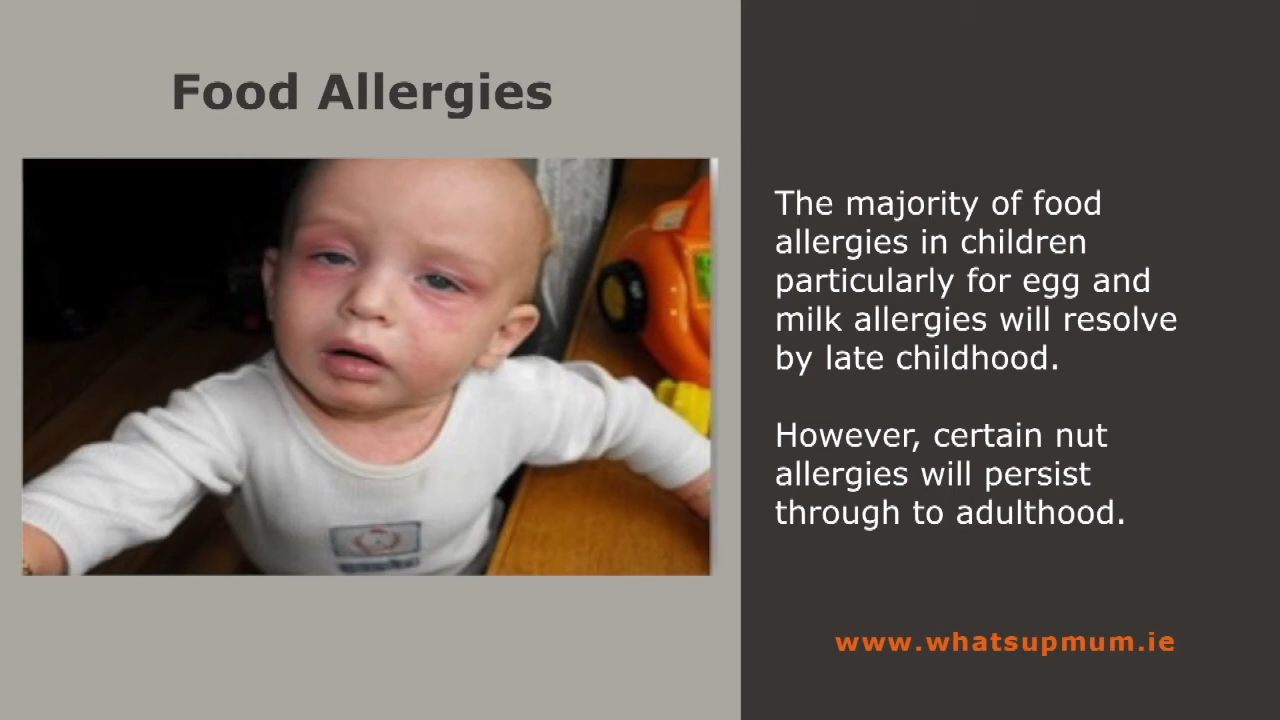 Food Allergies
The majority of food
allergies in children
particularly for egg and
milk allergies will resolve
by late childhood.
However, certain nut
allergies will persist
through to adulthood.
www.whatsupmum.ie